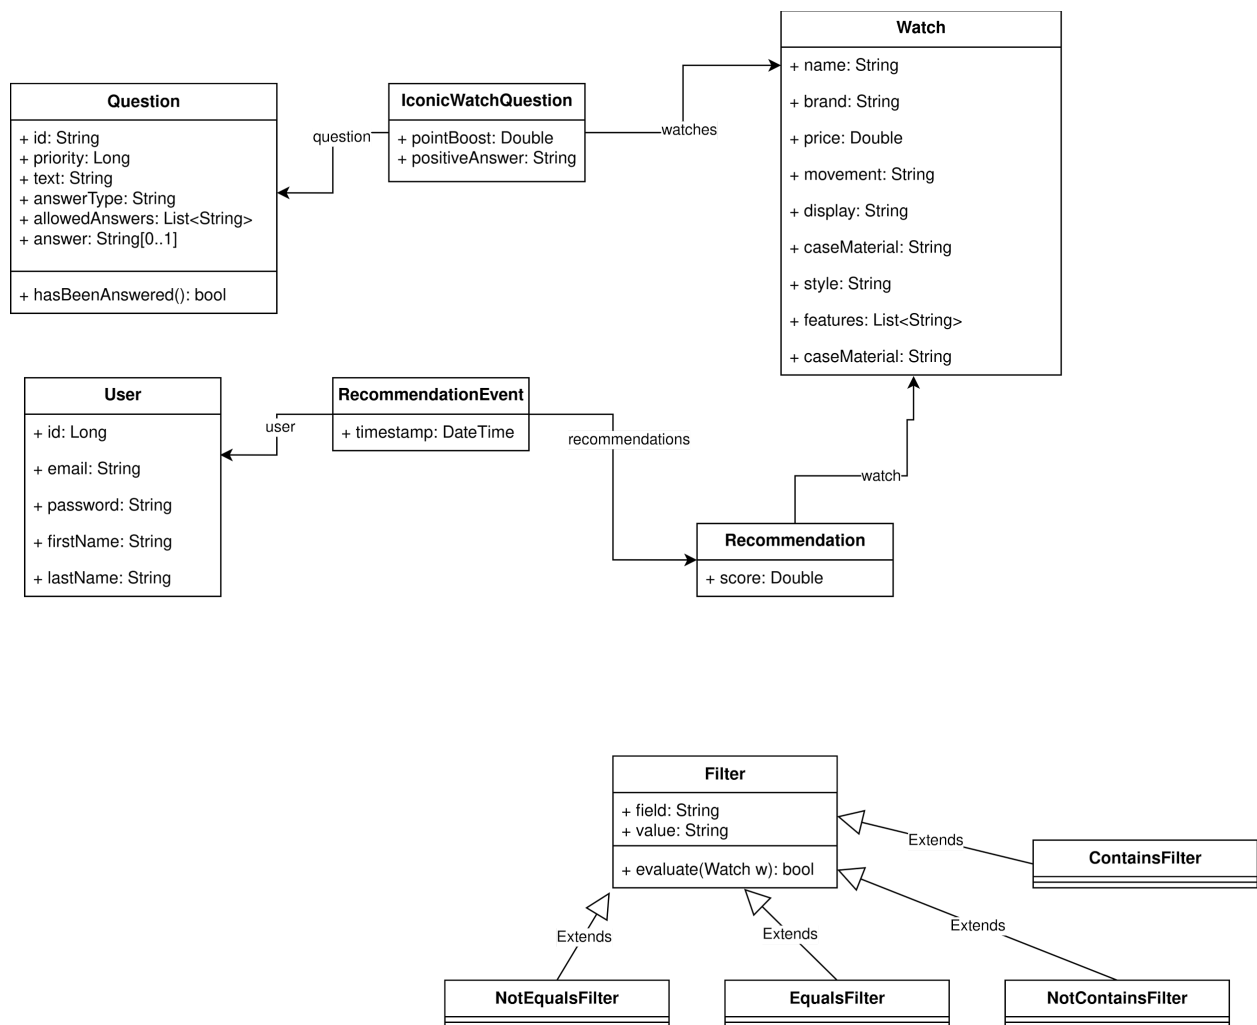 Watch
+ name: String
+ brand: String
+ price: Double
+ movement: String
+ display: String
+ caseMaterial: String
+ style: String
+ features: List<String>
+ caseMaterial: String
Question
+ id: String
+ priority: Long
+ text: String
+ answerType: String
+ allowedAnswers: List<String>
+ answer: String[0..1]
+ hasBeenAnswered(): bool
question
IconicWatchQuestion
+ pointBoost: Double
+ positiveAnswer: String
watches
User
+ id: Long
+ email: String
+ password: String
+ firstName: String
+ lastName: String
user
RecommendationEvent
+ timestamp: DateTime
recommendations
watch
Recommendation
+ score: Double
Filter
+ field: String
+ value: String
+ evaluate(Watch w): bool
Extends
ContainsFilter
Extends
Extends
Extends
NotEqualsFilter
EqualsFilter
NotContainsFilter